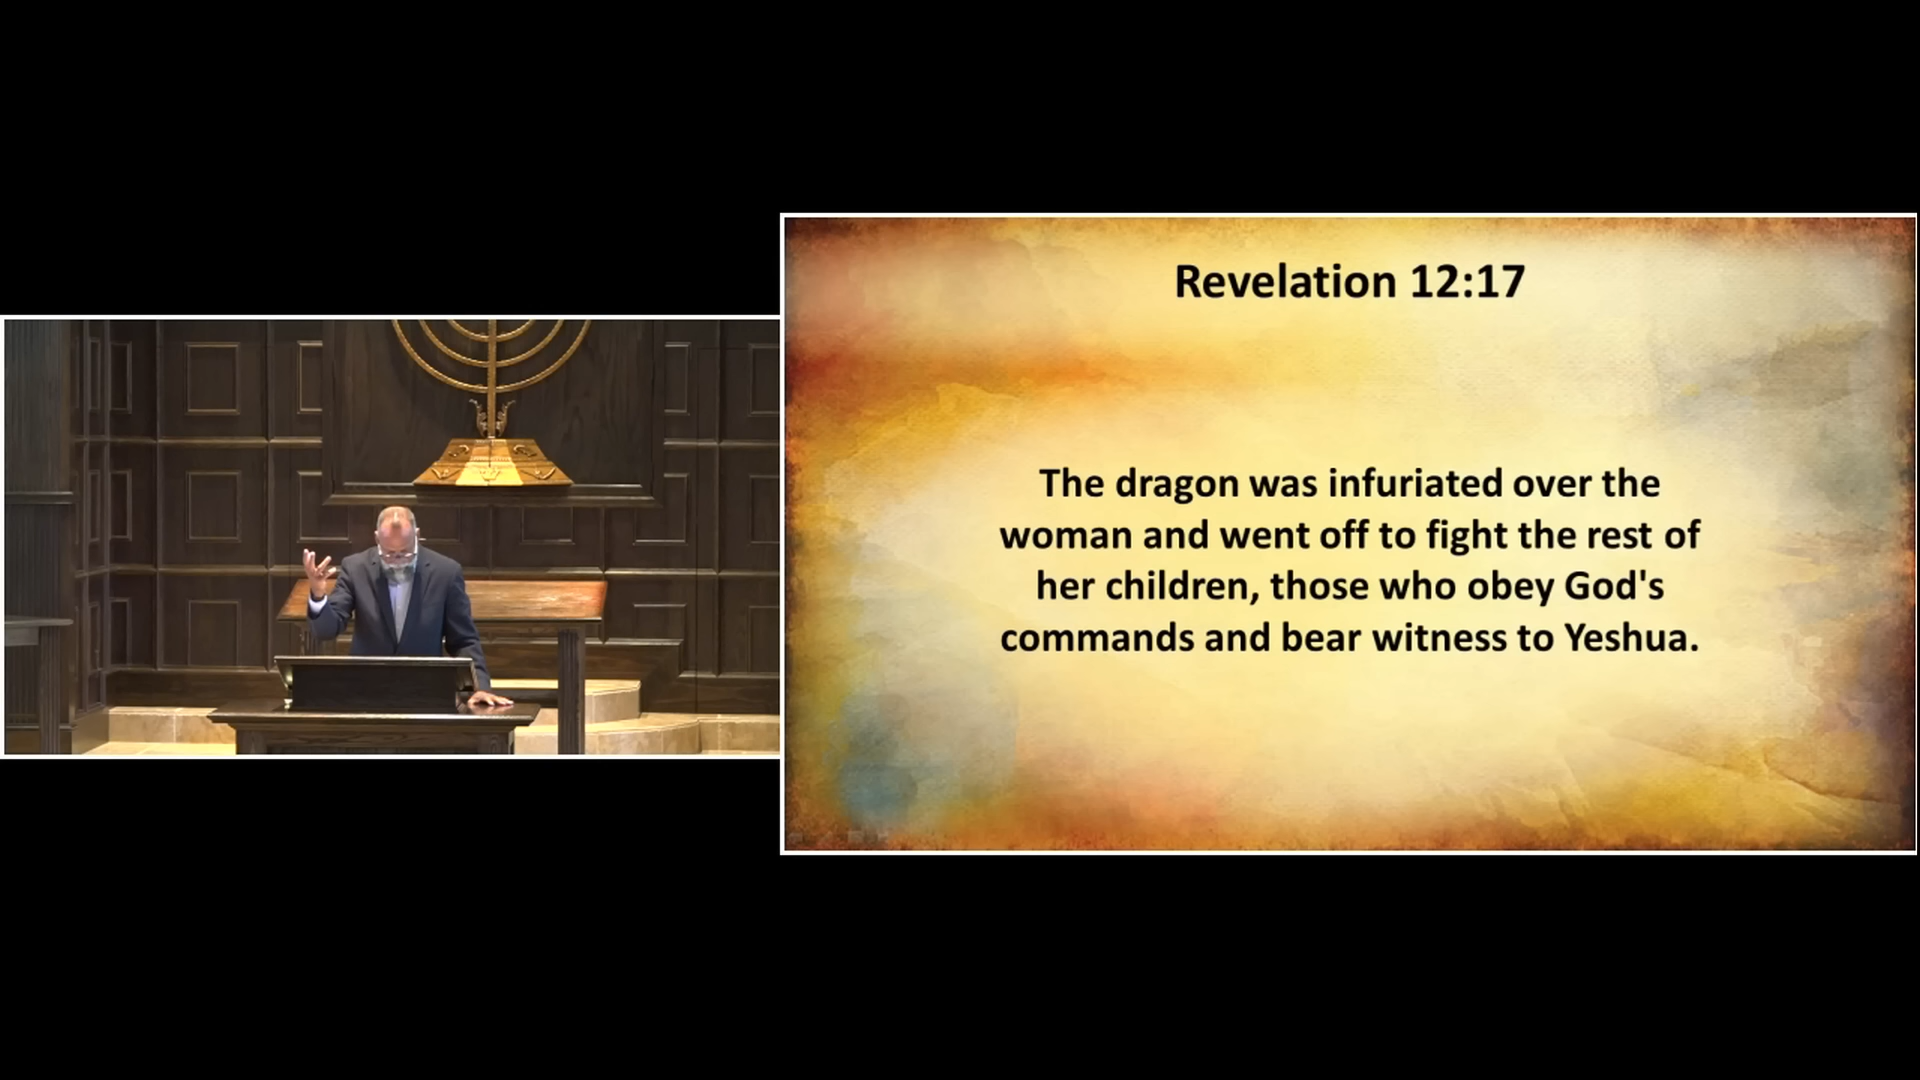 Revelation 12:17
The dragon was infuriated over the
woman and went off to fight the rest of
her children, those who obey God's
commands and bear witness to Yeshua.